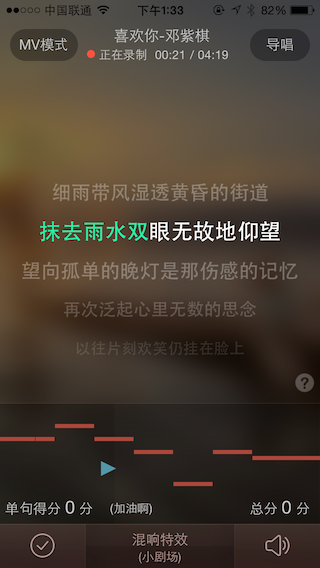 中国联通 下午1:33 82%
MV模式
喜欢你-邓紫棋
正在录制 00:21 / 04:19
导唱
细雨带风湿透黄昏的街道
抹去雨水双眼无故地仰望
望向孤单的晚灯是那伤感的记忆
再次泛起心里无数的思念
以往片刻欢笑仍挂在脸上
?
单句得分 0 分 (加油啊) 总分 0 分
混响特效
(小剧场)